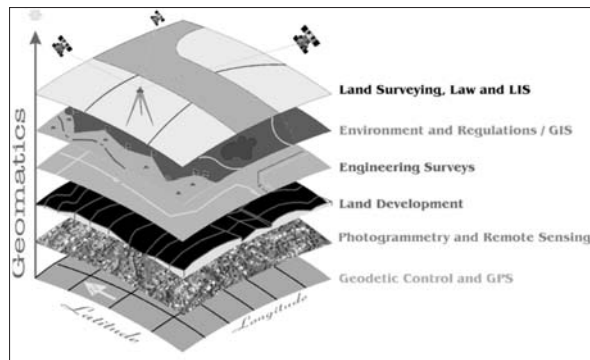 Geomatics
Land Surveying, Law and LIS
Environment and Regulations / GIS
Engineering Surveys
Land Development
Photogrammetry and Remote Sensing
Geodetic Control and GPS
Latitude
Longitude